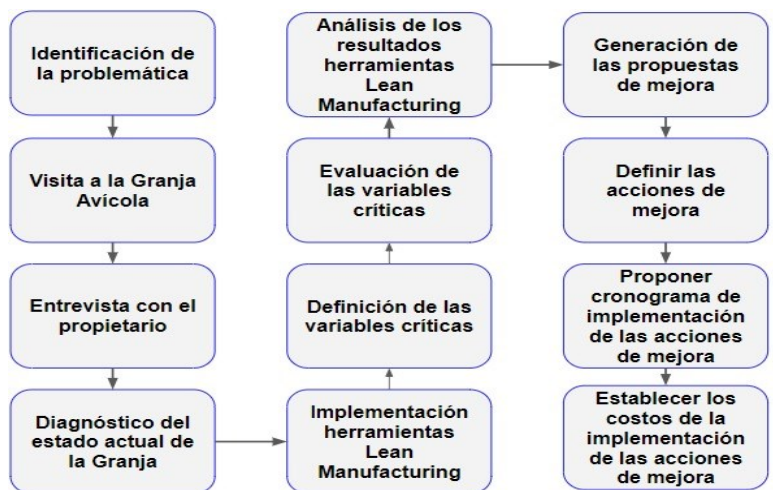 Identificación de
la problemática
Visita a la Granja
Avícola
Entrevista con el
propietario
Diagnóstico del
estado actual de
la Granja
Implementación
herramientas
Lean
Manufacturing
Definición de las
variables críticas
Evaluación de
las variables
críticas
Análisis de los
resultados
herramientas
Lean
Manufacturing
Generación de
las propuestas
de mejora
Definir las
acciones de
mejora
Proponer
cronograma de
implementación
de las acciones
de mejora
Establecer los
costos de la
implementación
de las acciones
de mejora